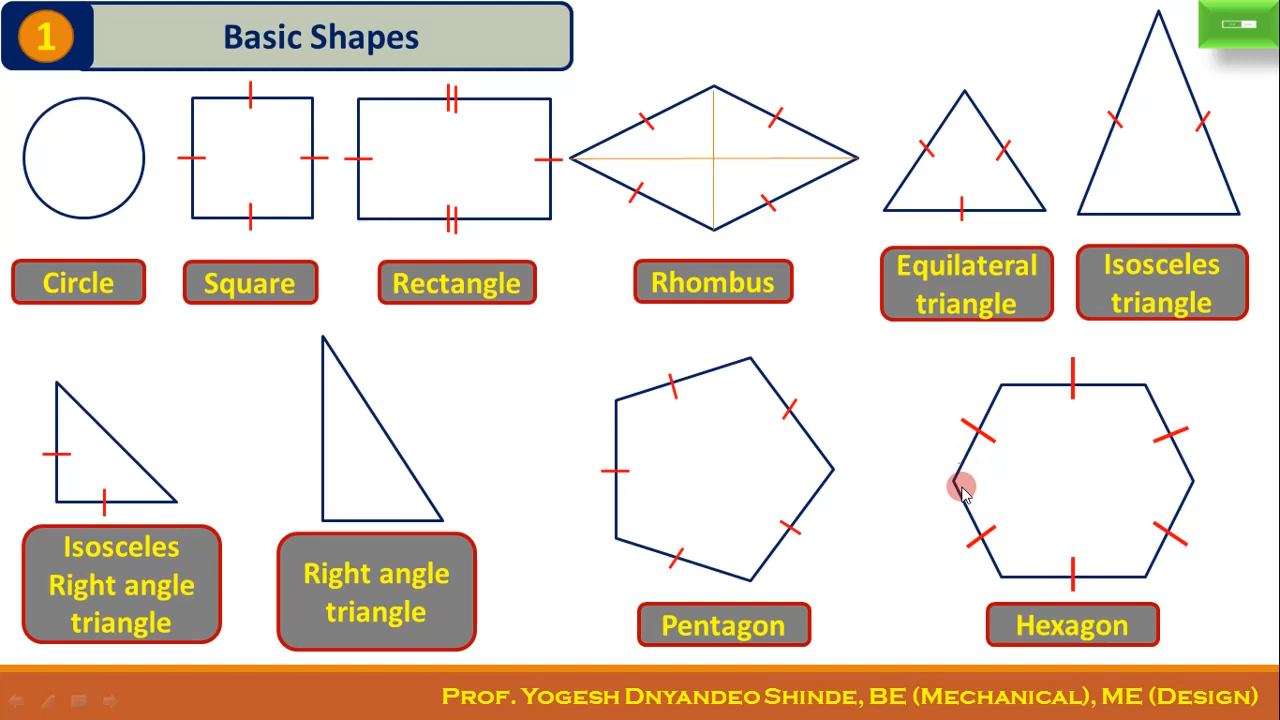 1
Basic Shapes
Circle
Square
Rectangle
Rhombus
Equilateral
triangle
Isosceles
triangle
Isosceles
Right angle
triangle
Right angle
triangle
Pentagon
Hexagon
Prof. Yogesh Dnyandeo Shinde, BE (Mechanical), ME (Design)